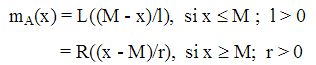 m_A(x) = L((M - x)/l), si x ≤ M ; l > 0
= R((x - M)/r), si x ≥ M; r > 0